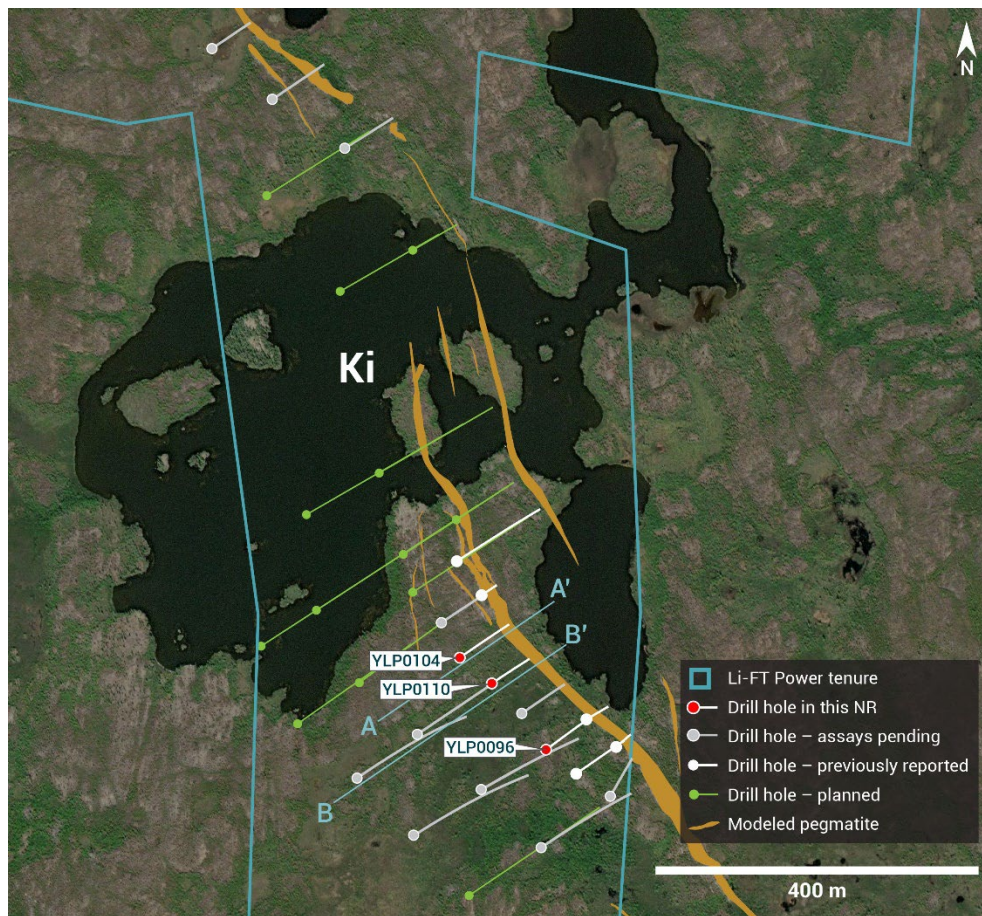 N
Ki
A'
B'
YLP0104
YLP0110
A
YLP0096
B
Li-FT Power tenure
Drill hole in this NR
Drill hole – assays pending
Drill hole – previously reported
Drill hole – planned
Modeled pegmatite
400 m